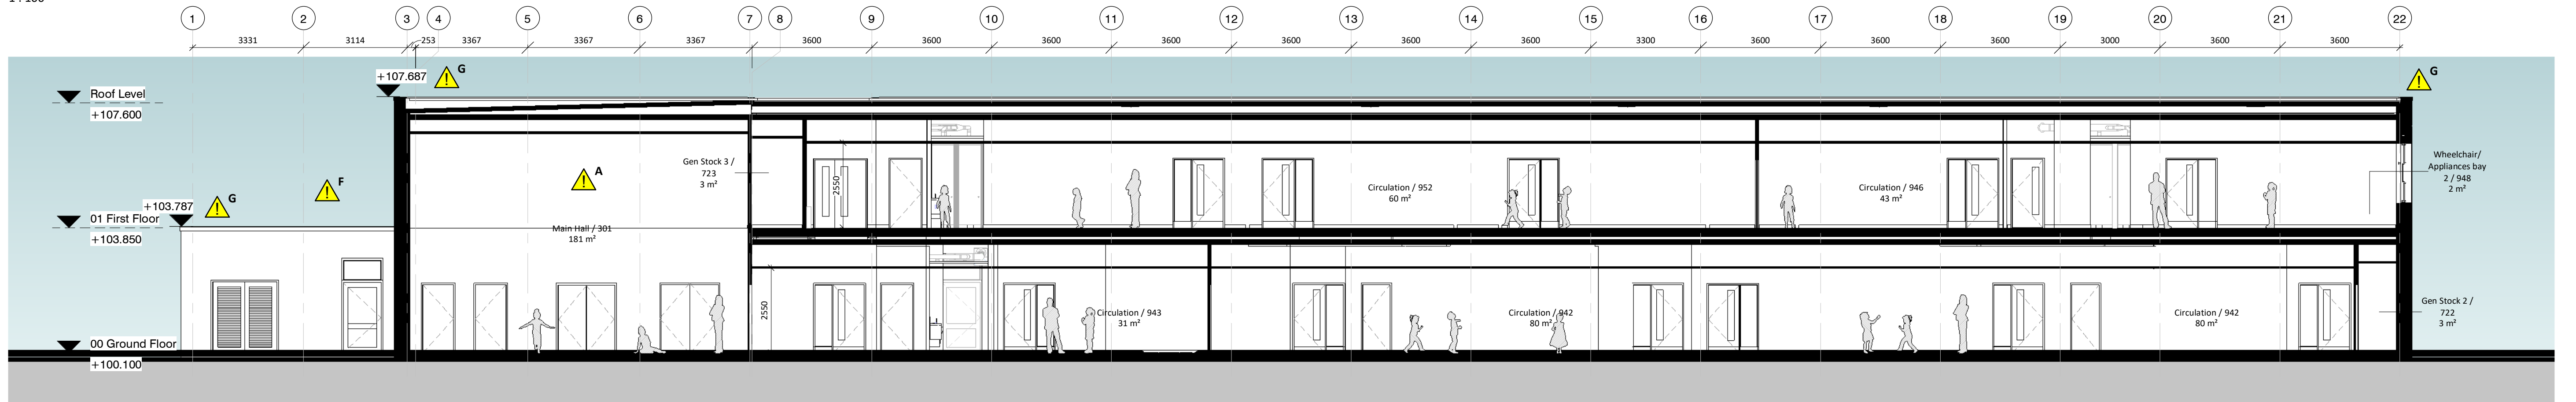 1 : 100
1 2 3 4 5 6 7 8 9 10 11 12 13 14 15 16 17 18 19 20 21 22
3331 3114 253 3367 3367 3367 3600 3600 3600 3600 3600 3600 3600 3300 3600 3600 3600 3000 3600 3600
+107.687
G
G
Roof Level
+107.600
A
F
G
+103.787
01 First Floor
+103.850
Gen Stock 3 /
723
3 m²
2550
Circulation / 952
60 m²
Circulation / 946
43 m²
Wheelchair/
Appliances bay
2 / 948
2 m²
Main Hall / 301
181 m²
2550
Circulation / 943
31 m²
Circulation / 942
80 m²
Circulation / 942
80 m²
Gen Stock 2 /
722
3 m²
00 Ground Floor
+100.100